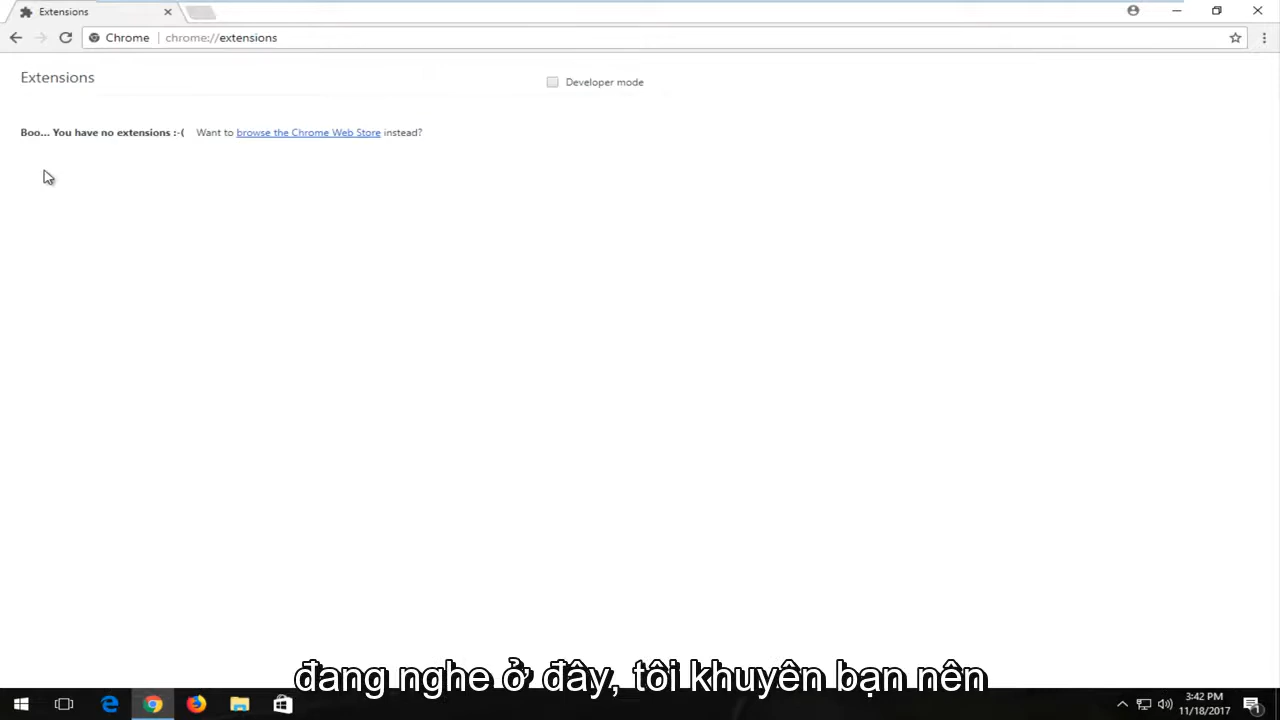 Extensions
Chrome chrome://extensions
Extensions
Developer mode
Boo... You have no extensions :-( Want to browse the Chrome Web Store instead?
đang nghe ở đây, tôi khuyên bạn nên
3:42 PM
11/18/2017
1